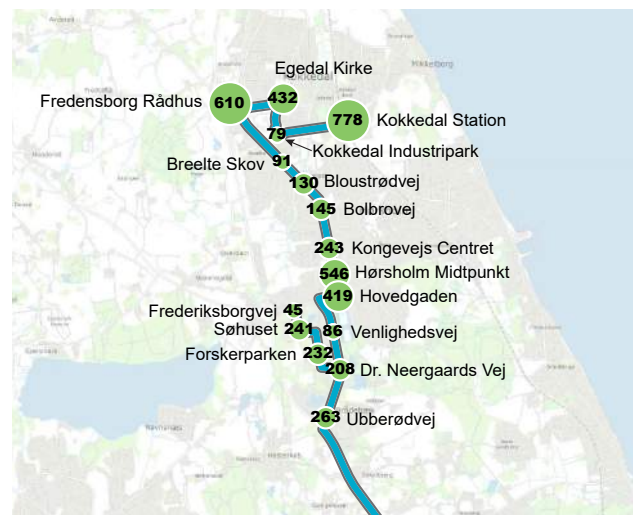 Egedal Kirke
Fredensborg Rådhus
610
432
778
Kokkedal Station
79
Kokkedal Industripark
Breelte Skov
91
130
Bloustrødvej
145
Bolbrovej
243
Kongevejs Centret
546
Hørsholm Midtpunkt
419
Hovedgaden
Frederiksborgvej
45
Søhuset
241
86
Venlighedsvej
Forskerparken
232
208
Dr. Neergaards Vej
263
Ubberødvej